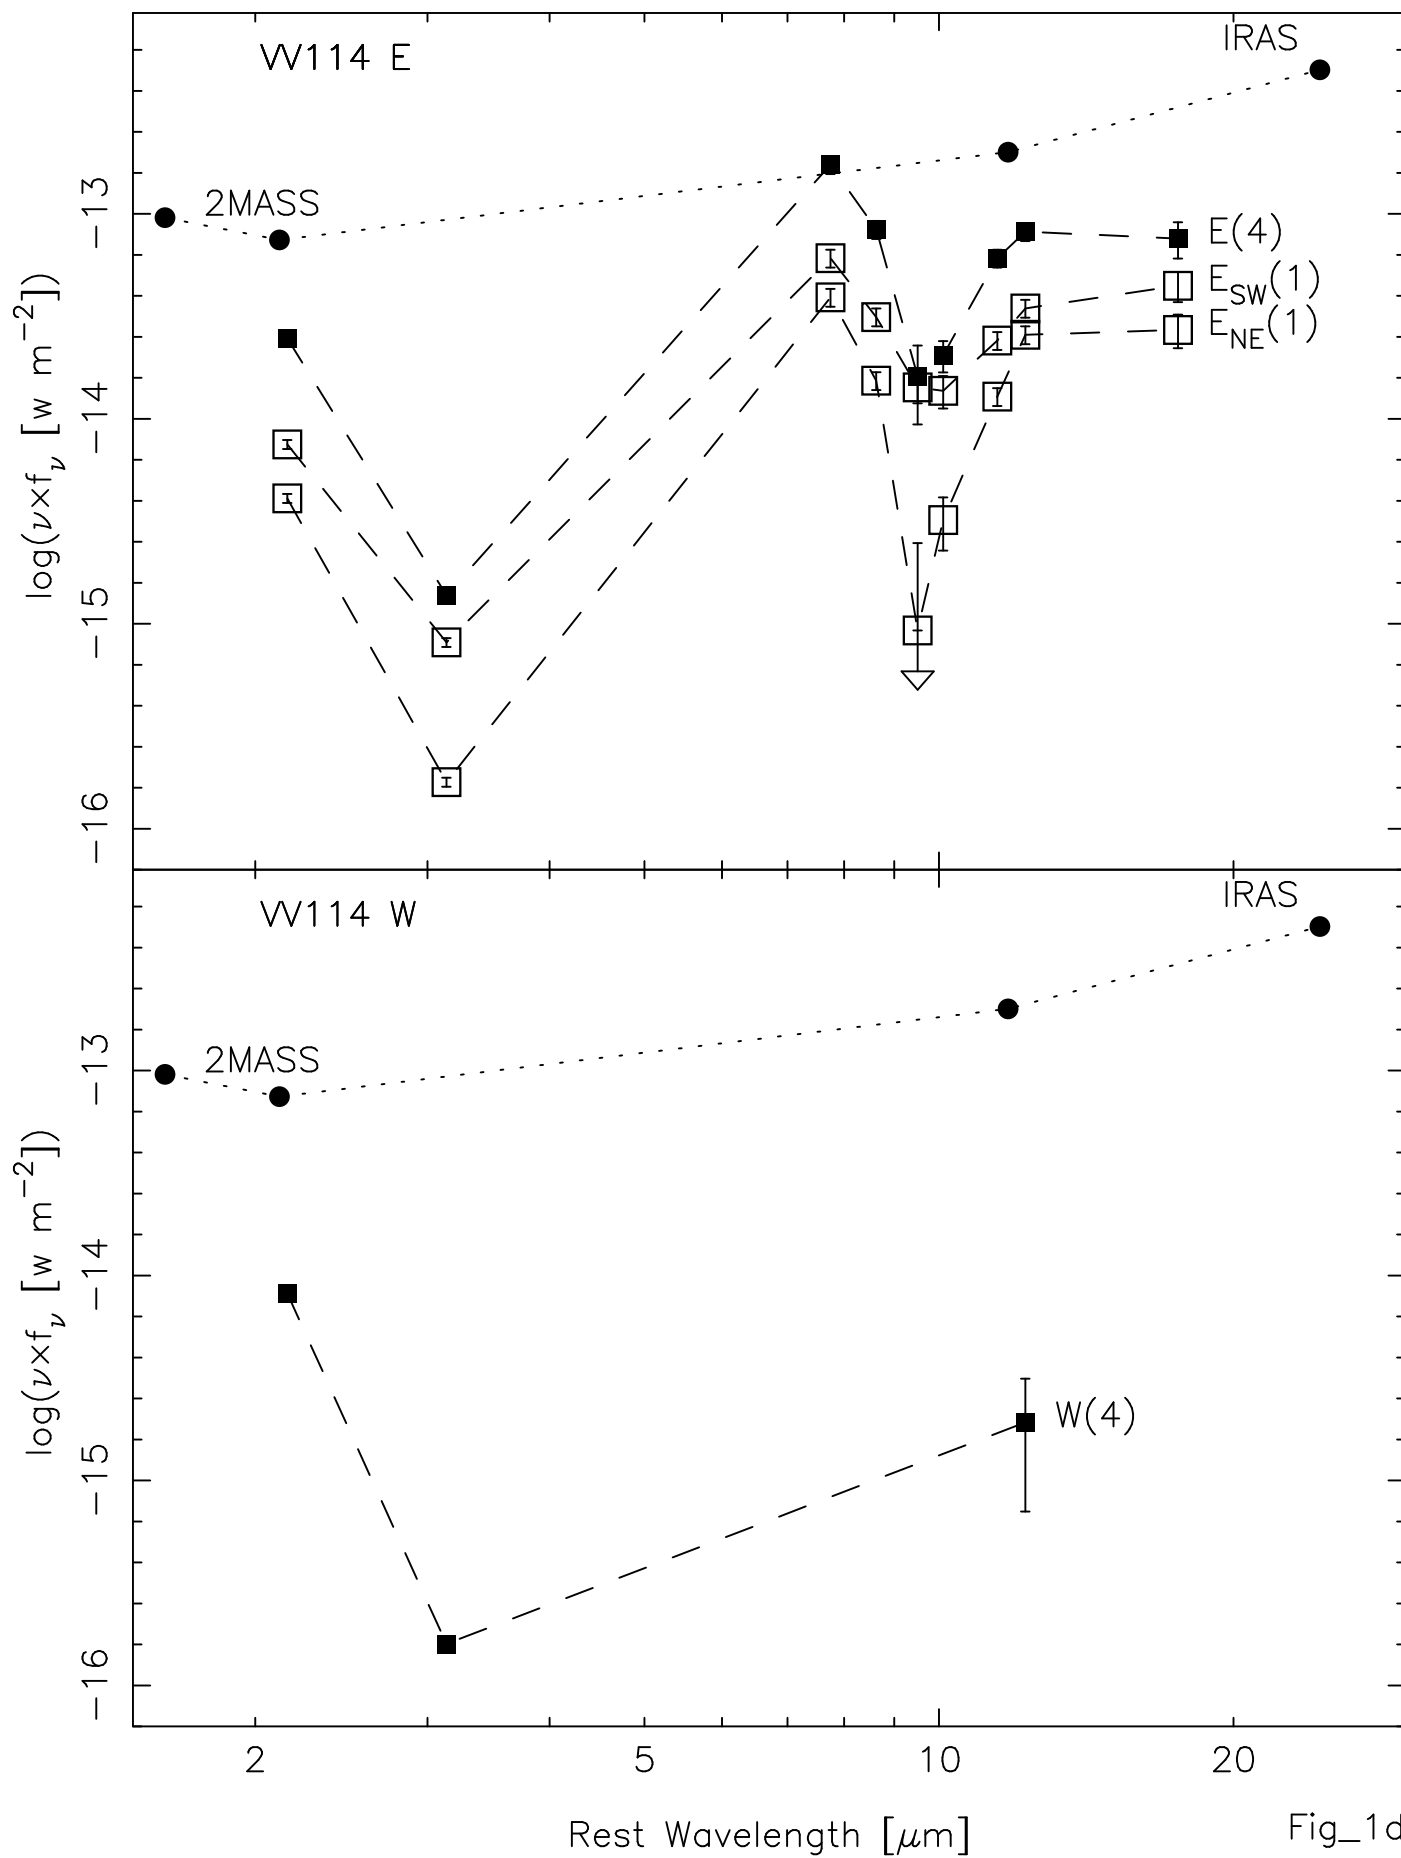 VV114 E
IRAS
2MASS
E(4)
E_SW(1)
E_NE(1)
−13
−14
−15
−16
log(ν×f_ν [w m^−2])
VV114 W
IRAS
2MASS
W(4)
−13
−14
−15
−16
log(ν×f_ν [w m^−2])
2 5 10 20
Rest Wavelength [μm]
Fig_1d